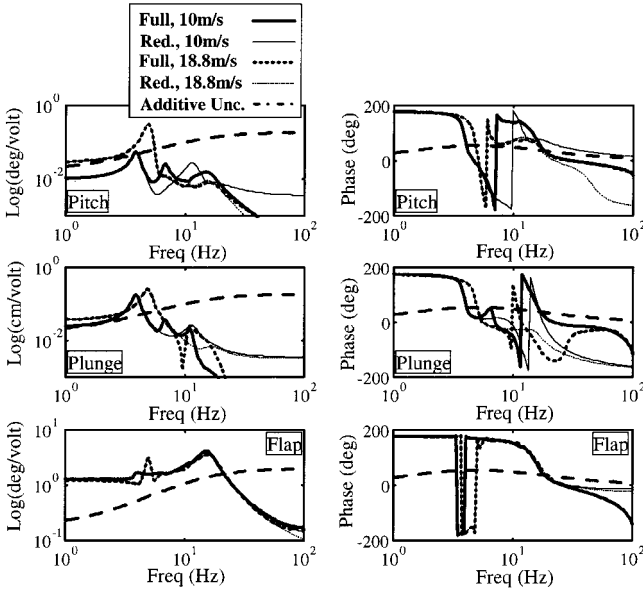 Full, 10m/s
Red., 10m/s
Full, 18.8m/s
Red., 18.8m/s
Additive Unc.
Log(deg/volt)
10^0
10^-2
Pitch
10^0 10^1 10^2
Freq (Hz)
Phase (deg)
200
0
-200
Pitch
10^0 10^1 10^2
Freq (Hz)
Log(cm/volt)
10^0
10^-2
Plunge
10^0 10^1 10^2
Freq (Hz)
Phase (deg)
200
0
-200
Plunge
10^0 10^1 10^2
Freq (Hz)
Log(deg/volt)
10^1
10^0
10^-1
Flap
10^0 10^1 10^2
Freq (Hz)
Phase (deg)
200
0
-200
Flap
10^0 10^1 10^2
Freq (Hz)